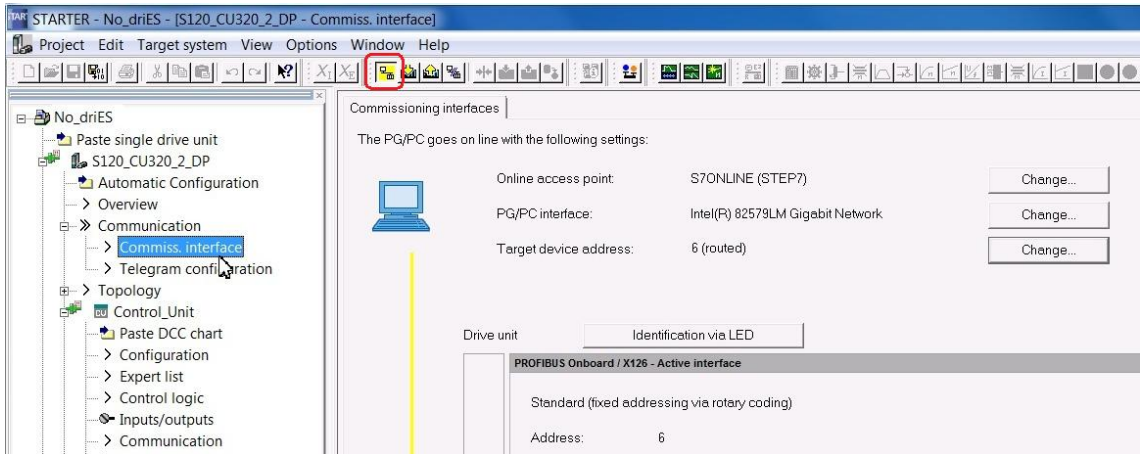 STARTER - No_driES - [S120_CU320_2_DP - Commiss. interface]
Project Edit Target system View Options Window Help
No_driES
Paste single drive unit
S120_CU320_2_DP
Automatic Configuration
Overview
Communication
Commiss. interface
Telegram configuration
Topology
Control_Unit
Paste DCC chart
Configuration
Expert list
Control logic
Inputs/outputs
Communication
Commissioning interfaces
The PG/PC goes on line with the following settings:
Online access point: S7ONLINE (STEP7) Change...
PG/PC interface: Intel(R) 82579LM Gigabit Network Change...
Target device address: 6 (routed) Change...
Drive unit Identification via LED
PROFIBUS Onboard / X126 - Active interface
Standard (fixed addressing via rotary coding)
Address: 6